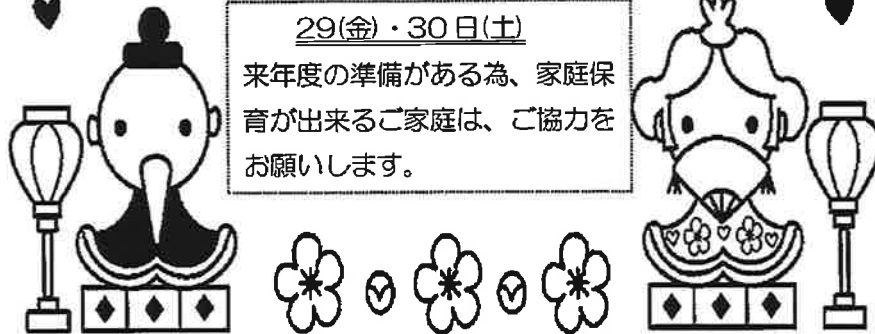 29(金)・30日(土)
来年度の準備がある為、家庭保
育が出来るご家庭は、ご協力を
お願いします。